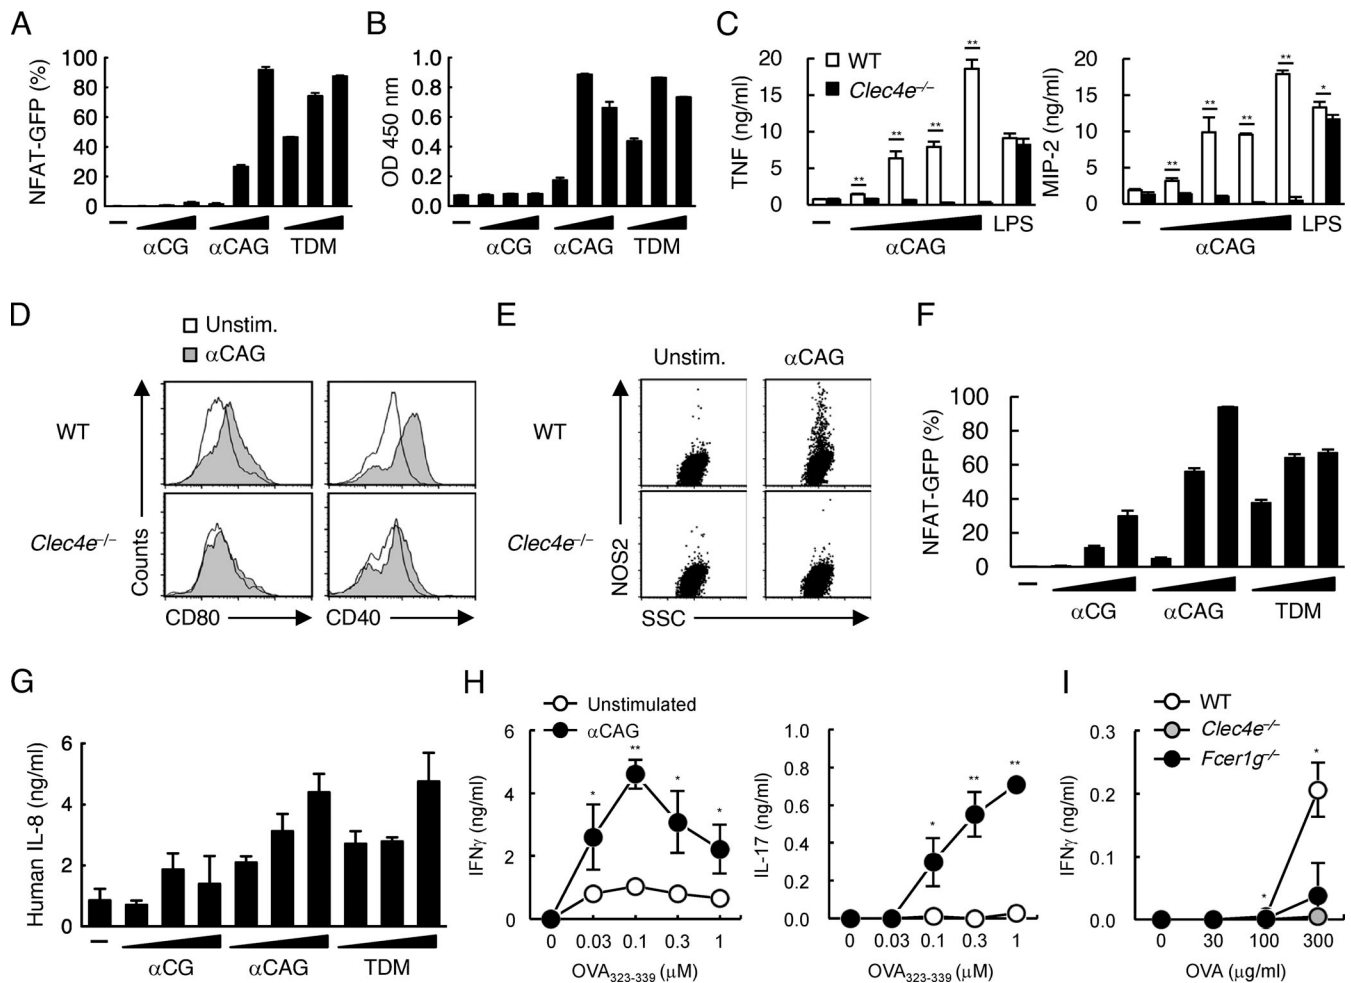 A
NFAT-GFP (%)
100
80
60
40
20
0
–
αCG
αCAG
TDM
B
OD 450 nm
1.0
0.8
0.6
0.4
0.2
0.0
–
αCG
αCAG
TDM
C
TNF (ng/ml)
20
15
10
5
0
WT
Clec4e–/–
**
**
**
**
–
αCAG
LPS
MIP-2 (ng/ml)
20
15
10
5
0
**
**
**
**
*
–
αCAG
LPS
D
Unstim.
αCAG
WT
Clec4e–/–
Counts
CD80
CD40
E
Unstim.
αCAG
WT
Clec4e–/–
NOS2
SSC
F
NFAT-GFP (%)
100
80
60
40
20
0
–
αCG
αCAG
TDM
G
Human IL-8 (ng/ml)
6
4
2
0
–
αCG
αCAG
TDM
H
Unstimulated
αCAG
IFNγ (ng/ml)
6
4
2
0
*
**
*
*
0 0.03 0.1 0.3 1
OVA323-339 (μM)
IL-17 (ng/ml)
1.0
0.8
0.6
0.4
0.2
0.0
*
**
**
0 0.03 0.1 0.3 1
OVA323-339 (μM)
I
WT
Clec4e–/–
Fcer1g–/–
IFNγ (ng/ml)
0.3
0.2
0.1
0.0
*
*
0 30 100 300
OVA (μg/ml)